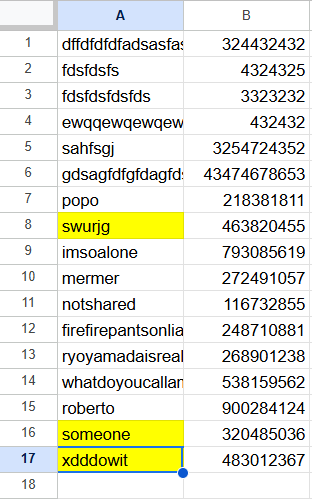 A B
1 dffdfdfdfadsasfas 324432432
2 fdsfdsfs 4324325
3 fdsfdsfdsfds 3323232
4 ewqqewqewqew 432432
5 sahfsgj 3254724352
6 gdsagfdfgfdagfds 43474678653
7 popo 218381811
8 swurjg 463820455
9 imsoalone 793085619
10 mermer 272491057
11 notshared 116732855
12 firefirepantsonlia 248710881
13 ryoyamadaisreal 268901238
14 whatdoyoucallan 538159562
15 roberto 900284124
16 someone 320485036
17 xdddowit 483012367
18